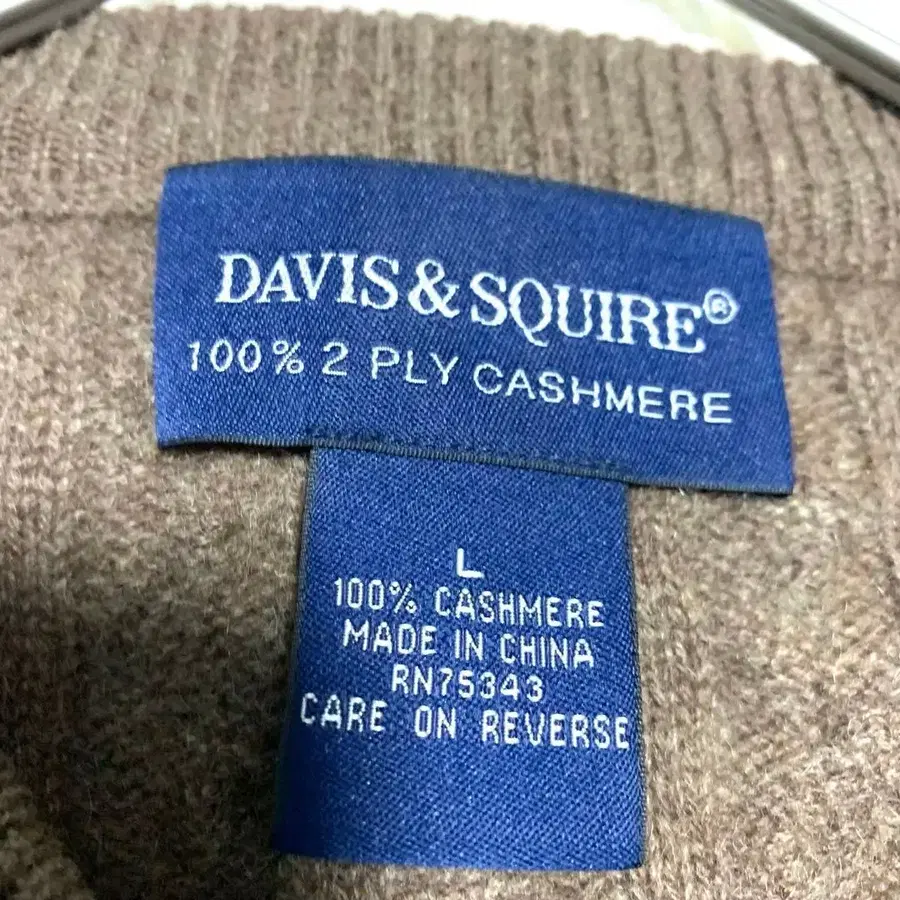 DAVIS & SQUIRE®
100% 2 PLY CASHMERE
L
100% CASHMERE
MADE IN CHINA
RN75343
CARE ON REVERSE